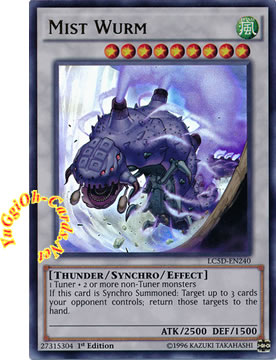 MIST WURM
風
YuGgiOh-Cards.Net
LC5D-EN240
[THUNDER/SYNCHRO/EFFECT]
1 Tuner + 2 or more non-Tuner monsters
If this card is Synchro Summoned: Target up to 3 cards
your opponent controls; return those targets to the
hand.
ATK/2500 DEF/1500
27315304 1st Edition ©1996 KAZUKI TAKAHASHI